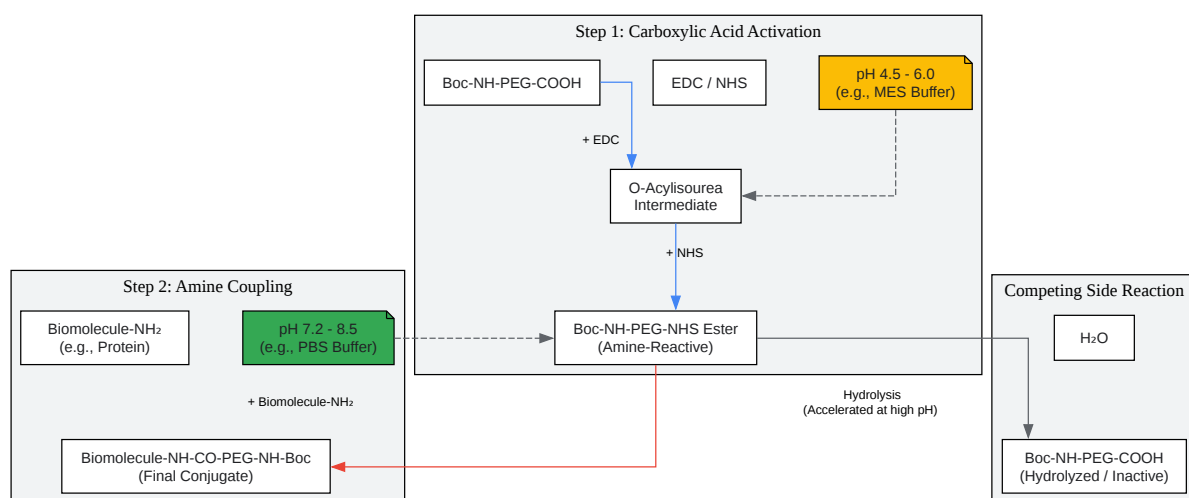 Step 1: Carboxylic Acid Activation
Boc-NH-PEG-COOH
EDC / NHS
pH 4.5 - 6.0
(e.g., MES Buffer)
+ EDC
O-Acylisourea
Intermediate
+ NHS
Boc-NH-PEG-NHS Ester
(Amine-Reactive)
Step 2: Amine Coupling
Biomolecule-NH₂
(e.g., Protein)
pH 7.2 - 8.5
(e.g., PBS Buffer)
+ Biomolecule-NH₂
Biomolecule-NH-CO-PEG-NH-Boc
(Final Conjugate)
Hydrolysis
(Accelerated at high pH)
Competing Side Reaction
H₂O
Boc-NH-PEG-COOH
(Hydrolyzed / Inactive)